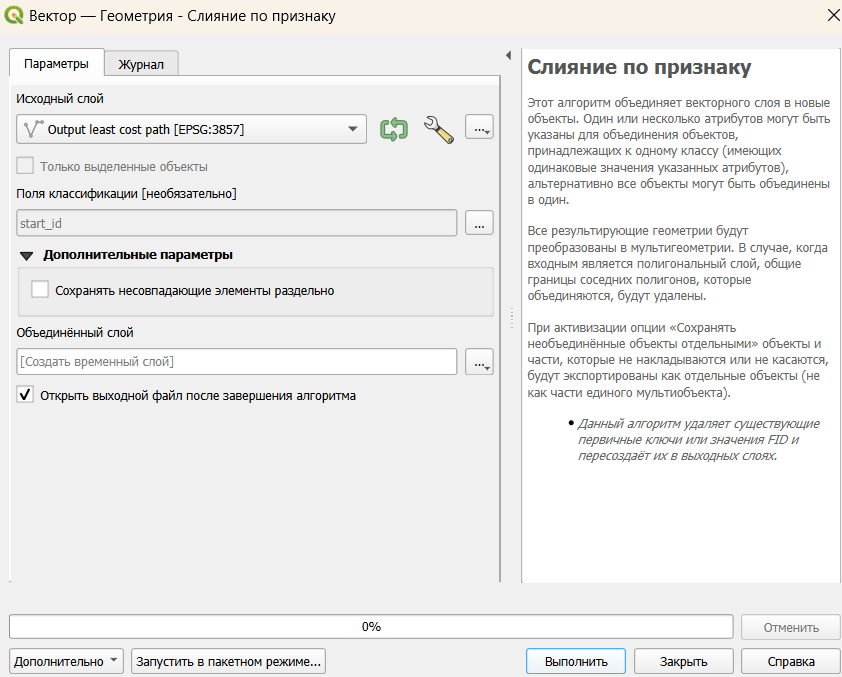 Вектор — Геометрия - Слияние по признаку
Параметры
Журнал
Исходный слой
Output least cost path [EPSG:3857]
...
Только выделенные объекты
Поля классификации [необязательно]
start_id
...
Дополнительные параметры
Сохранять несовпадающие элементы раздельно
Объединённый слой
[Создать временный слой]
...
Открыть выходной файл после завершения алгоритма
Слияние по признаку
Этот алгоритм объединяет векторного слоя в новые
объекты. Один или несколько атрибутов могут быть
указаны для объединения объектов,
принадлежащих к одному классу (имеющих
одинаковые значения указанных атрибутов),
альтернативно все объекты могут быть объединены
в один.
Все результирующие геометрии будут
преобразованы в мультигеометрии. В случае, когда
входным является полигональный слой, общие
границы соседних полигонов, которые
объединяются, будут удалены.
При активизации опции «Сохранять
необъединённые объекты отдельными» объекты и
части, которые не накладываются или не касаются,
будут экспортированы как отдельные объекты (не
как части единого мультиобъекта).
• Данный алгоритм удаляет существующие
первичные ключи или значения FID и
пересоздаёт их в выходных слоях.
0%
Отменить
Дополнительно
Запустить в пакетном режиме...
Выполнить
Закрыть
Справка